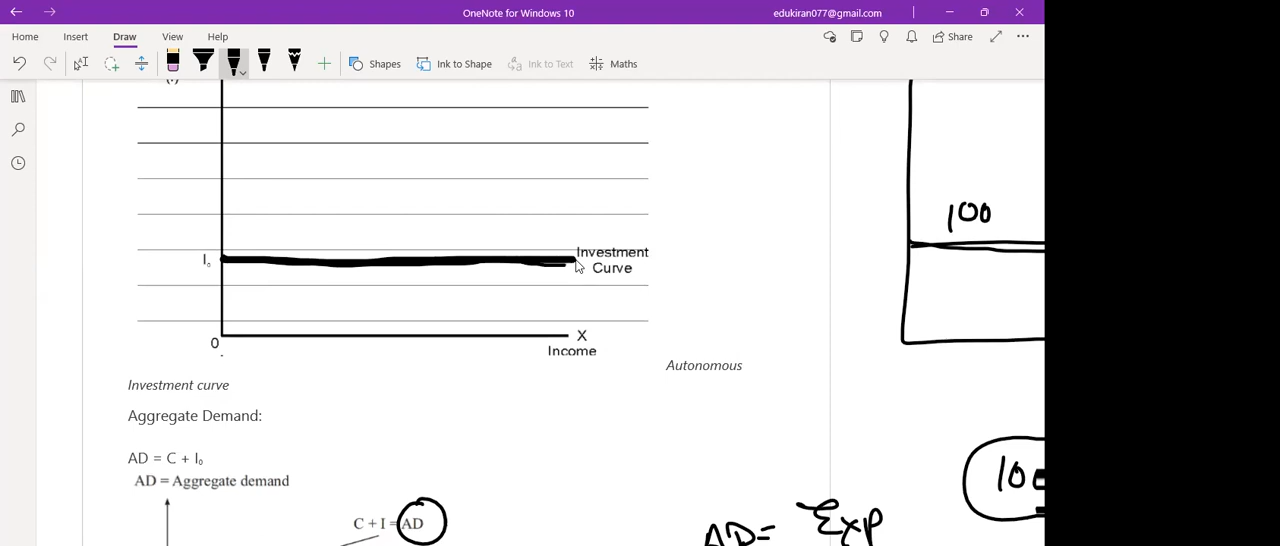 OneNote for Windows 10
edukiran077@gmail.com
Home Insert Draw View Help
Share
Shapes
Ink to Shape
Ink to Text
Maths
100
I₀
Investment
Curve
0
X
Income
Autonomous
Investment curve
Aggregate Demand:
AD = C + I₀
AD = Aggregate demand
100
C + I = AD
AD= Exp